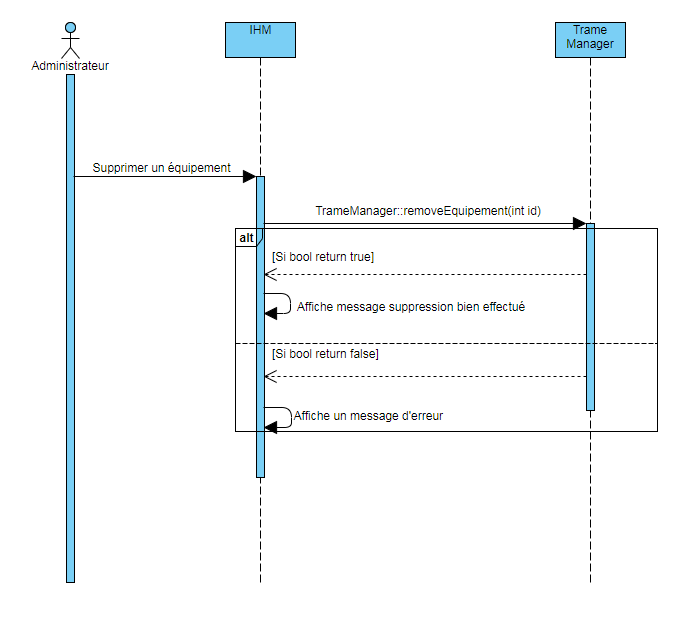 IHM
Trame
Manager
Administrateur
Supprimer un équipement
TrameManager::removeEquipement(int id)
alt
[Si bool return true]
Affiche message suppression bien effectué
[Si bool return false]
Affiche un message d'erreur